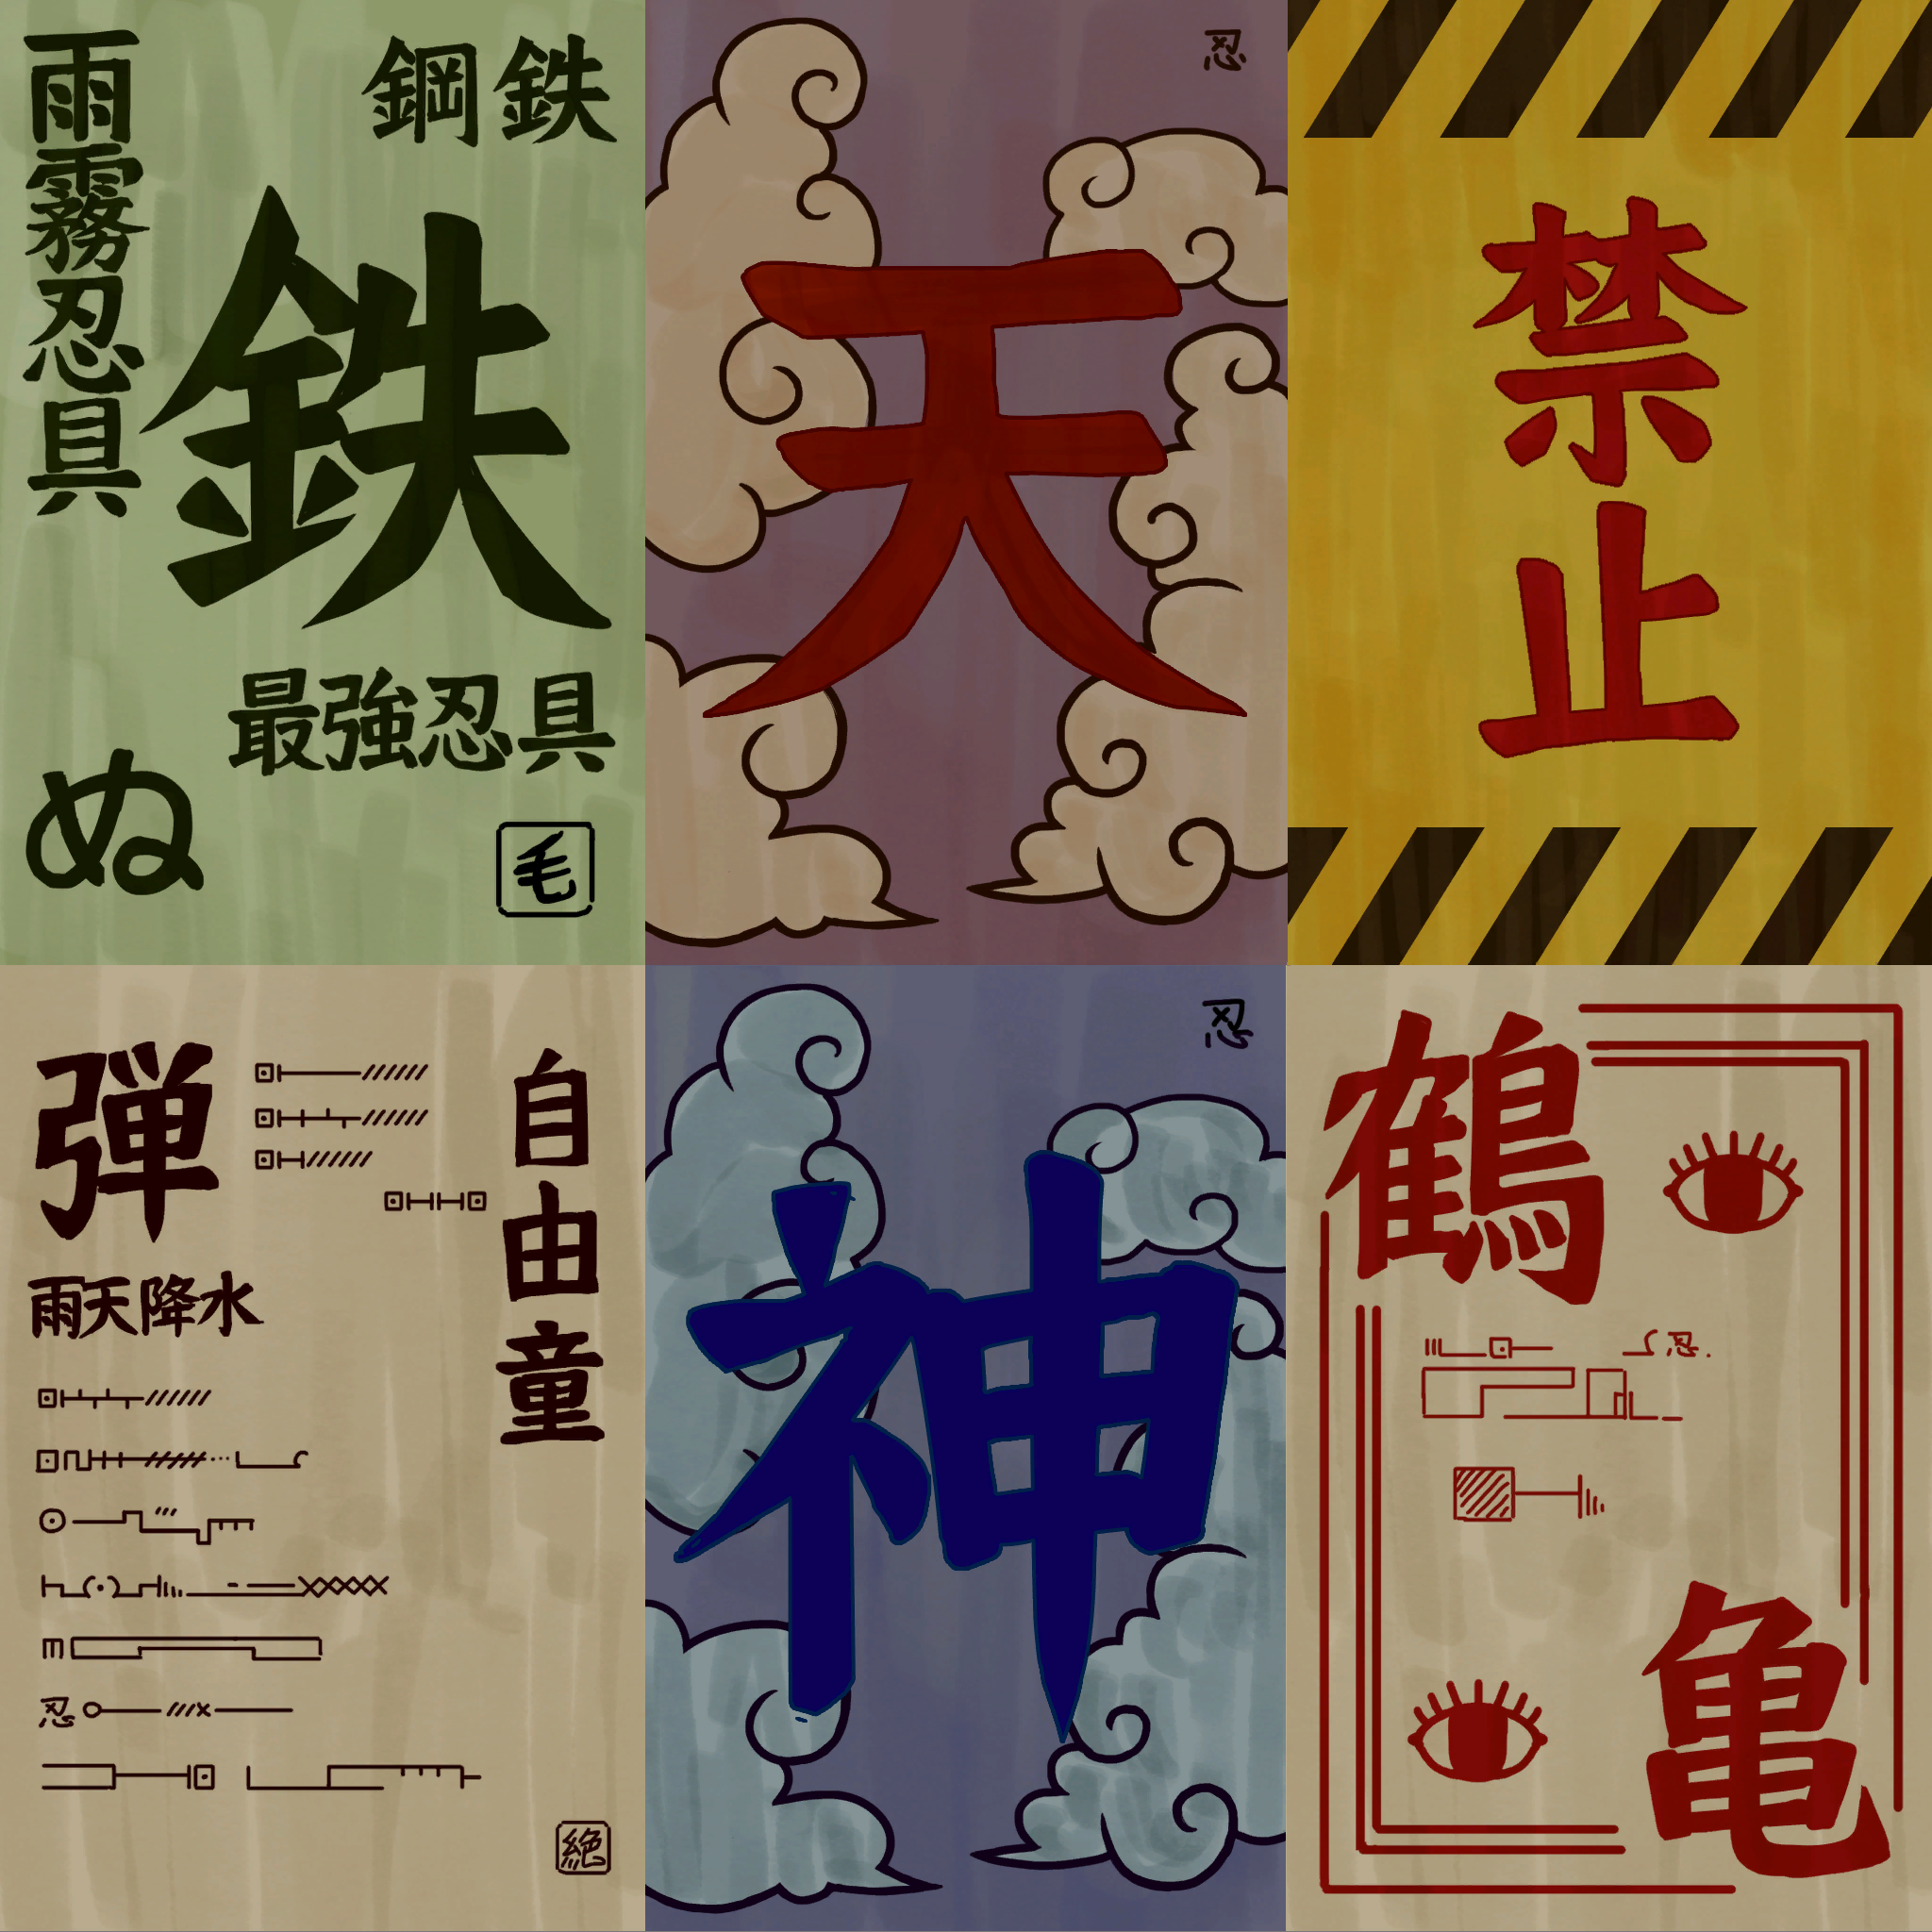 雨霧忍具
鋼鉄
鉄
最強忍具
ぬ
毛
忍
天
禁止
弾
自由童
雨天降水
忍
絶
忍
神
鶴
忍
亀